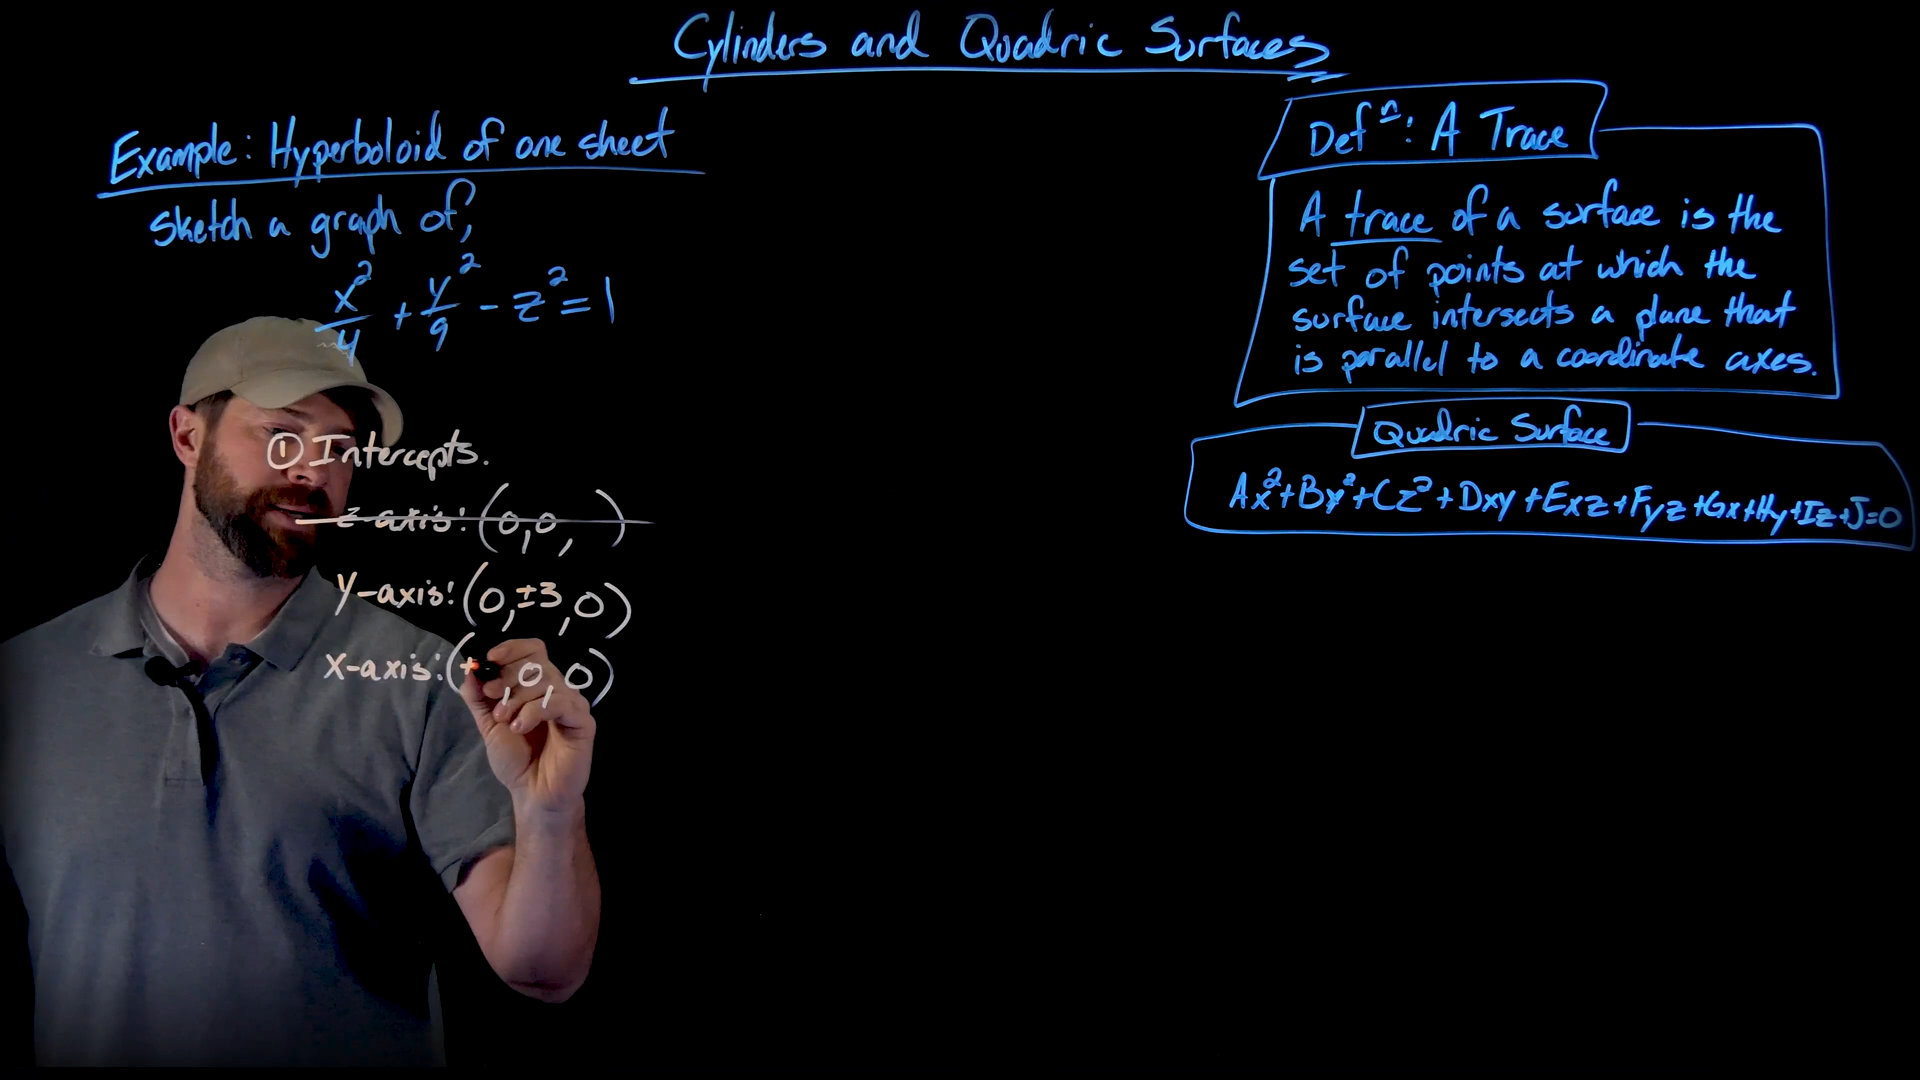 Cylinders and Quadric Surfaces
Example: Hyperboloid of one sheet
sketch a graph of,
x²/4 + y²/9 - z² = 1
① Intercepts.
z-axis: (0,0, )
y-axis: (0,±3,0)
x-axis: (+ ,0,0)
Defⁿ: A Trace
A trace of a surface is the
set of points at which the
surface intersects a plane that
is parallel to a coordinate axes.
Quadric Surface
Ax²+By²+Cz²+Dxy+Exz+Fyz+Gx+Hy+Iz+J=0